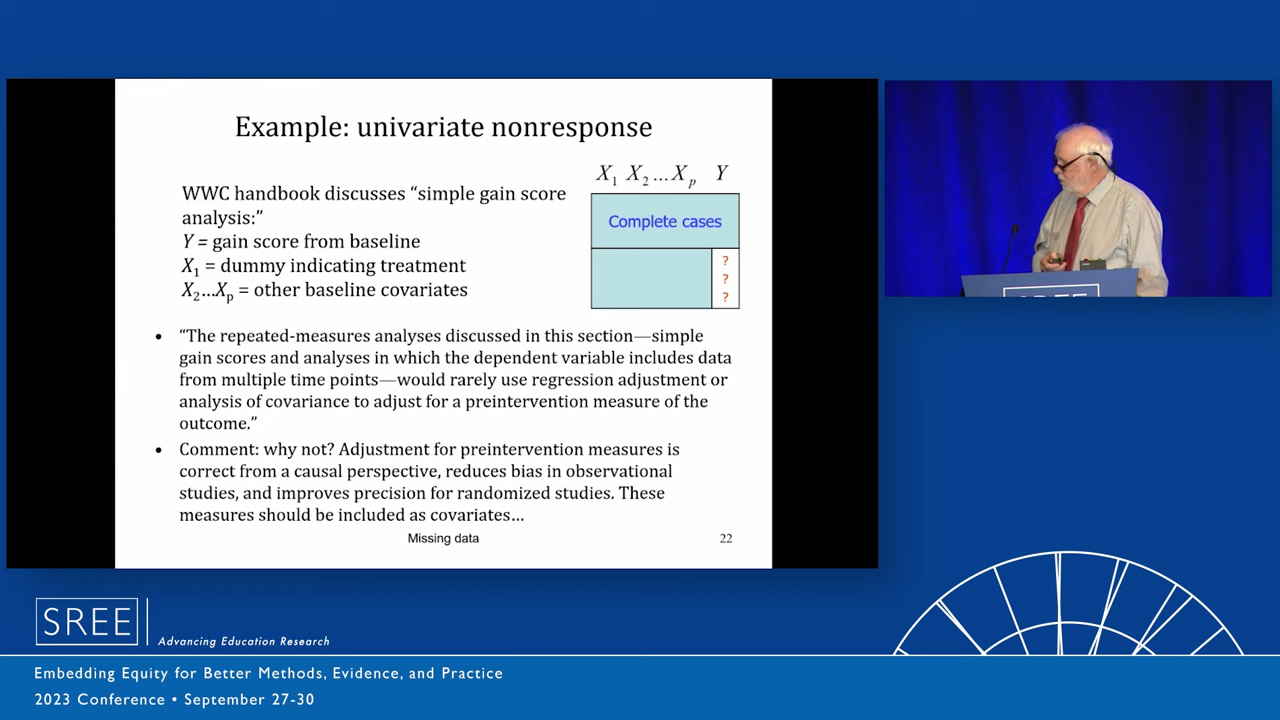 Example: univariate nonresponse
WWC handbook discusses “simple gain score
analysis:”
Y = gain score from baseline
X1 = dummy indicating treatment
X2...Xp = other baseline covariates
X1 X2 ... Xp Y
Complete cases
?
?
?
• “The repeated-measures analyses discussed in this section—simple
gain scores and analyses in which the dependent variable includes data
from multiple time points—would rarely use regression adjustment or
analysis of covariance to adjust for a preintervention measure of the
outcome.”
• Comment: why not? Adjustment for preintervention measures is
correct from a causal perspective, reduces bias in observational
studies, and improves precision for randomized studies. These
measures should be included as covariates…
Missing data 22
SREE
SREE
Advancing Education Research
Embedding Equity for Better Methods, Evidence, and Practice
2023 Conference • September 27-30